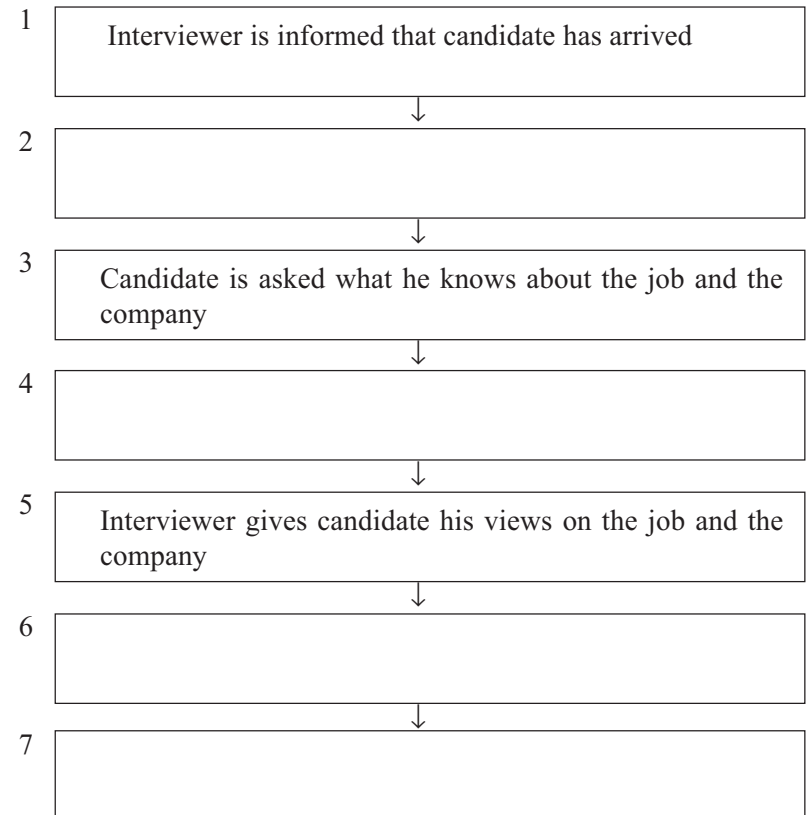 1
Interviewer is informed that candidate has arrived
2
3
Candidate is asked what he knows about the job and the
company
4
5
Interviewer gives candidate his views on the job and the
company
6
7